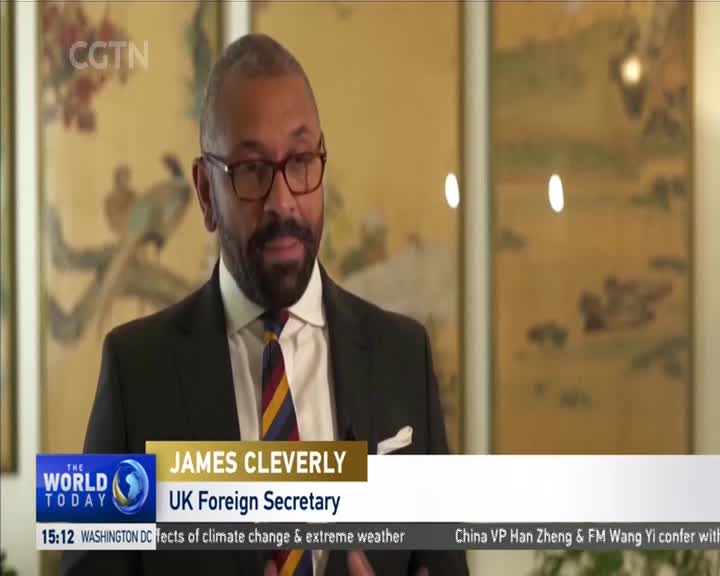 CGTN
JAMES CLEVERLY
UK Foreign Secretary
THE
WORLD
TODAY
15:12 WASHINGTON DC
of climate change & extreme weather China VP Han Zheng & FM Wang Yi confer with